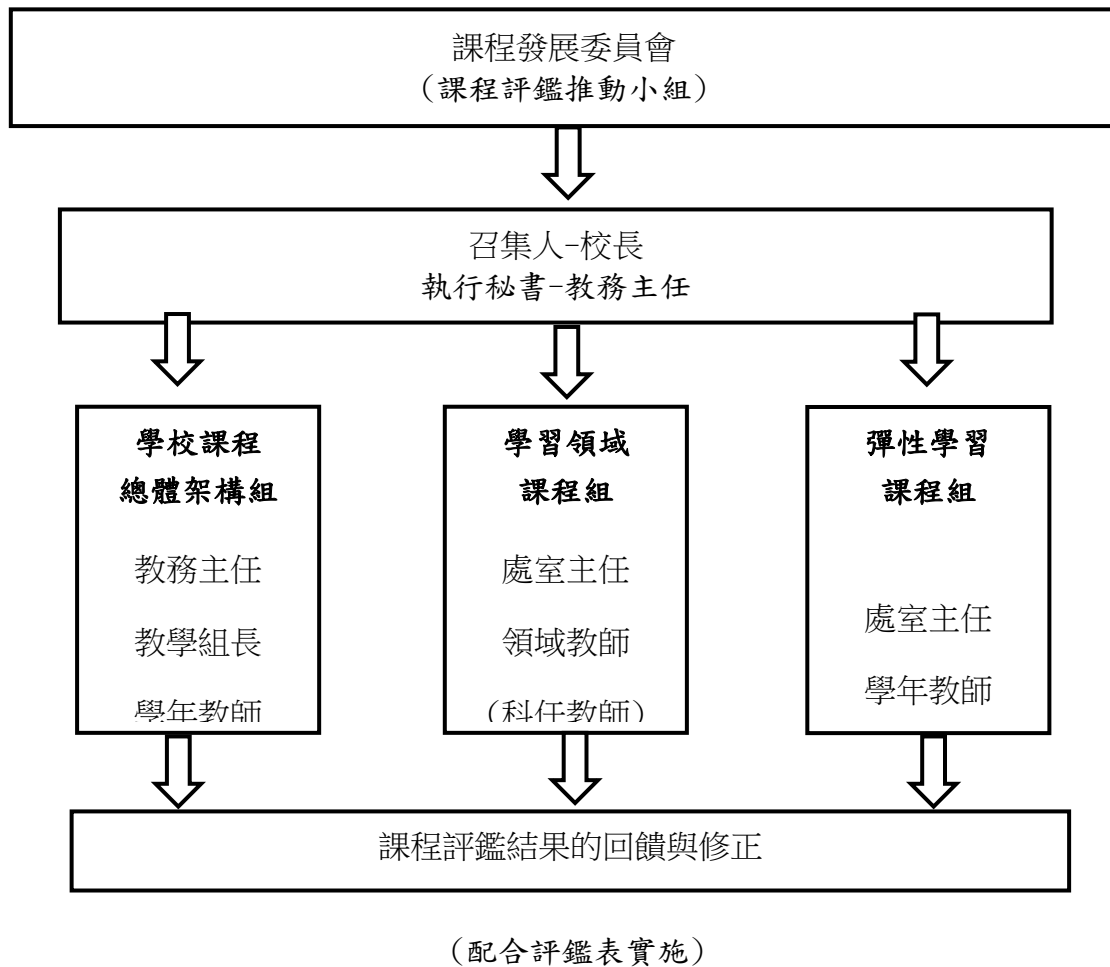 課程發展委員會
(課程評鑑推動小組)
召集人-校長
執行秘書-教務主任
學校課程
總體架構組
教務主任
教學組長
學年教師
學習領域
課程組
處室主任
領域教師
(科任教師)
彈性學習
課程組
處室主任
學年教師
課程評鑑結果的回饋與修正
(配合評鑑表實施)